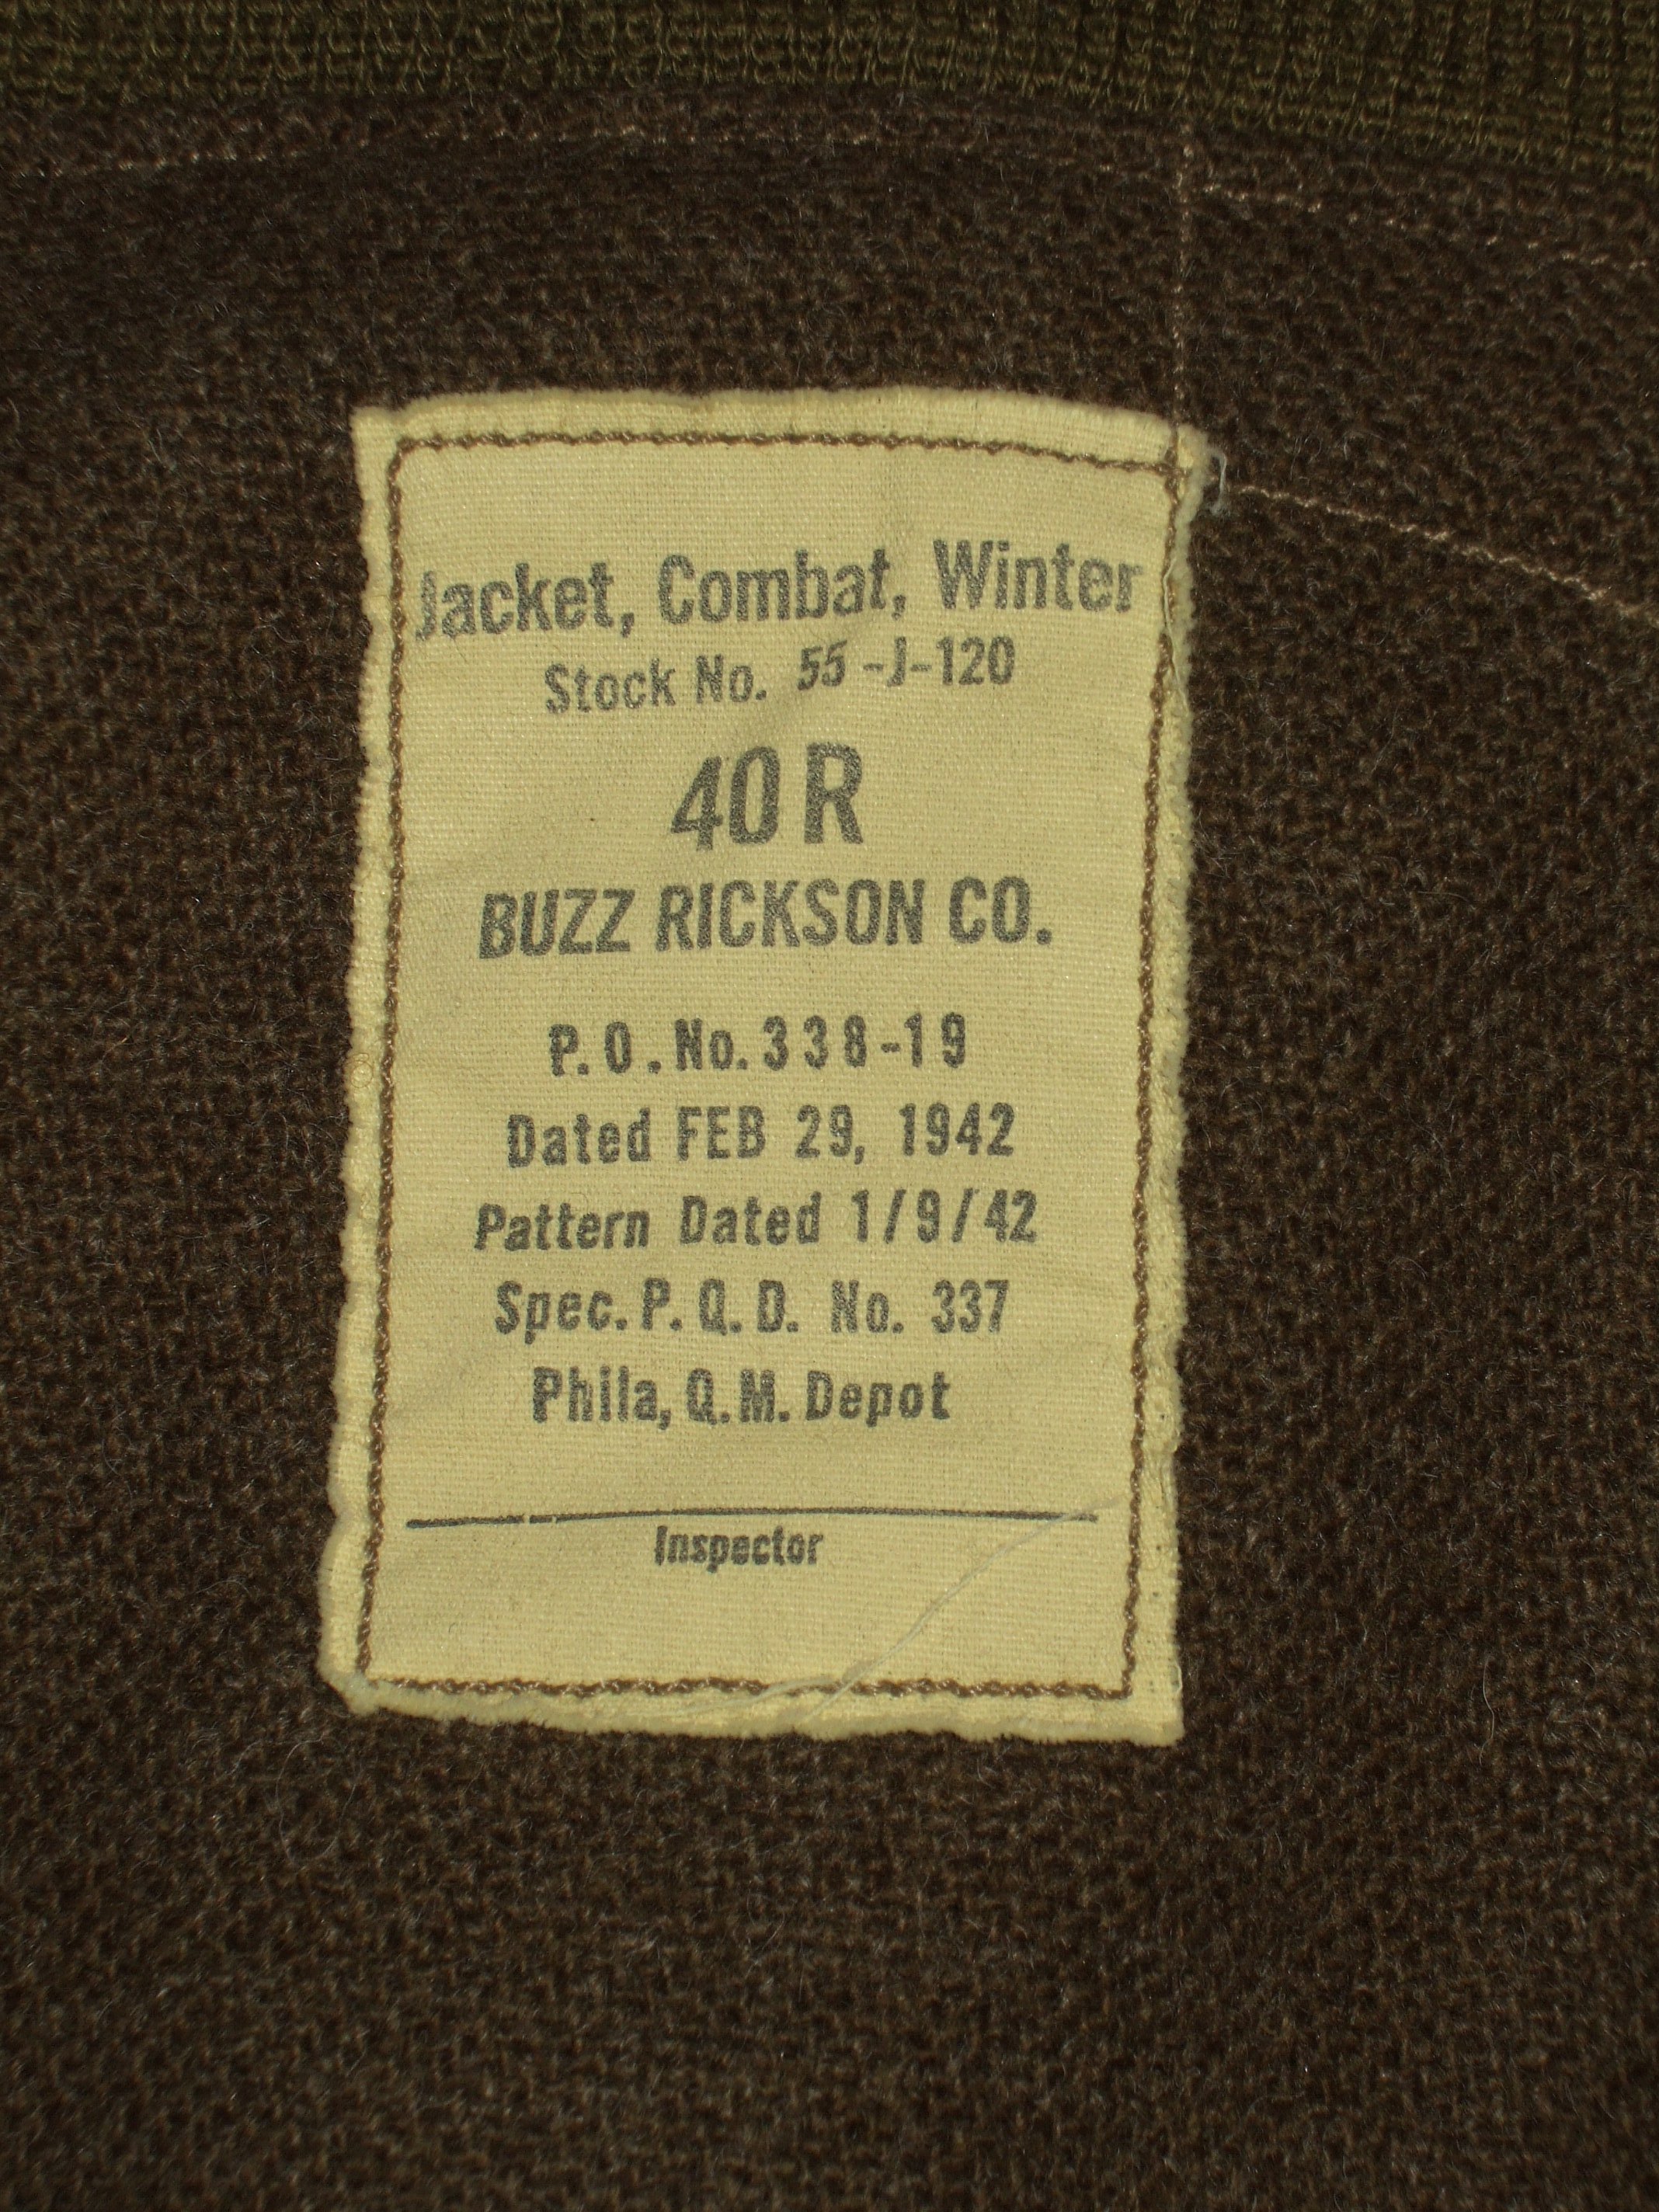 Jacket, Combat, Winter
Stock No. 55-J-120
40 R
BUZZ RICKSON CO.
P.O. No. 338-19
Dated FEB 29, 1942
Pattern Dated 1/9/42
Spec. P.Q.D. No. 337
Phila, Q.M. Depot
Inspector